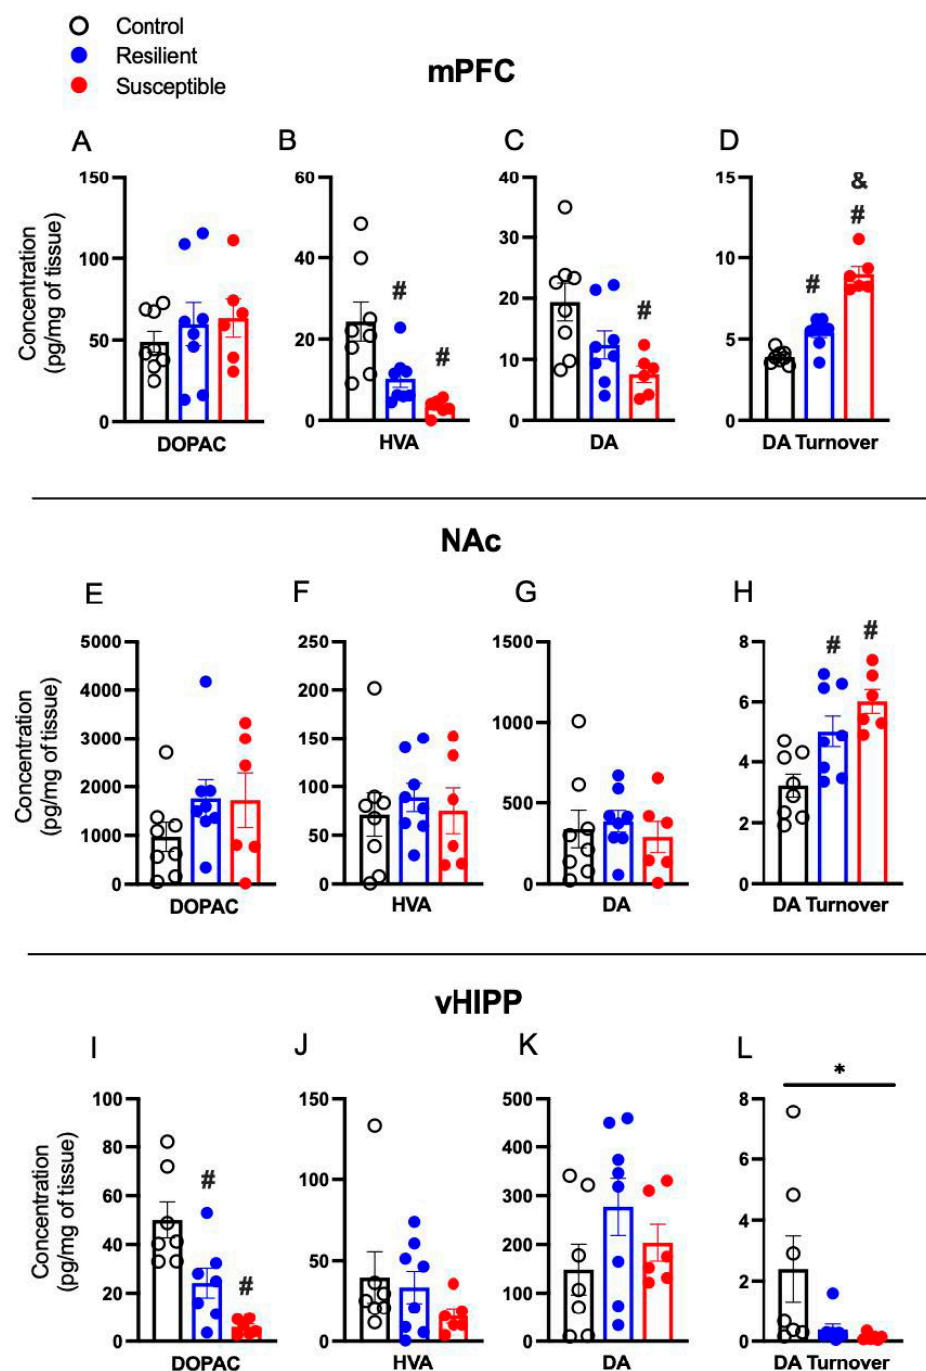 Control
Resilient
Susceptible
mPFC
A B C D
150 60 40 15
100 40 30 10
50 20 20 5
0 0 10 0
0
Concentration
(pg/mg of tissue)
# # # # & #
DOPAC HVA DA DA Turnover
NAc
E F G H
5000 250 1500 8
4000 200 1000 6
3000 150 500 4
2000 100 0 2
1000 50 0
0 0
Concentration
(pg/mg of tissue)
# #
DOPAC HVA DA DA Turnover
vHIPP
I J K L
*
100 150 500 8
80 100 400 6
60 50 300 4
40 0 200 2
20 100 0
0 0
Concentration
(pg/mg of tissue)
# #
DOPAC HVA DA DA Turnover